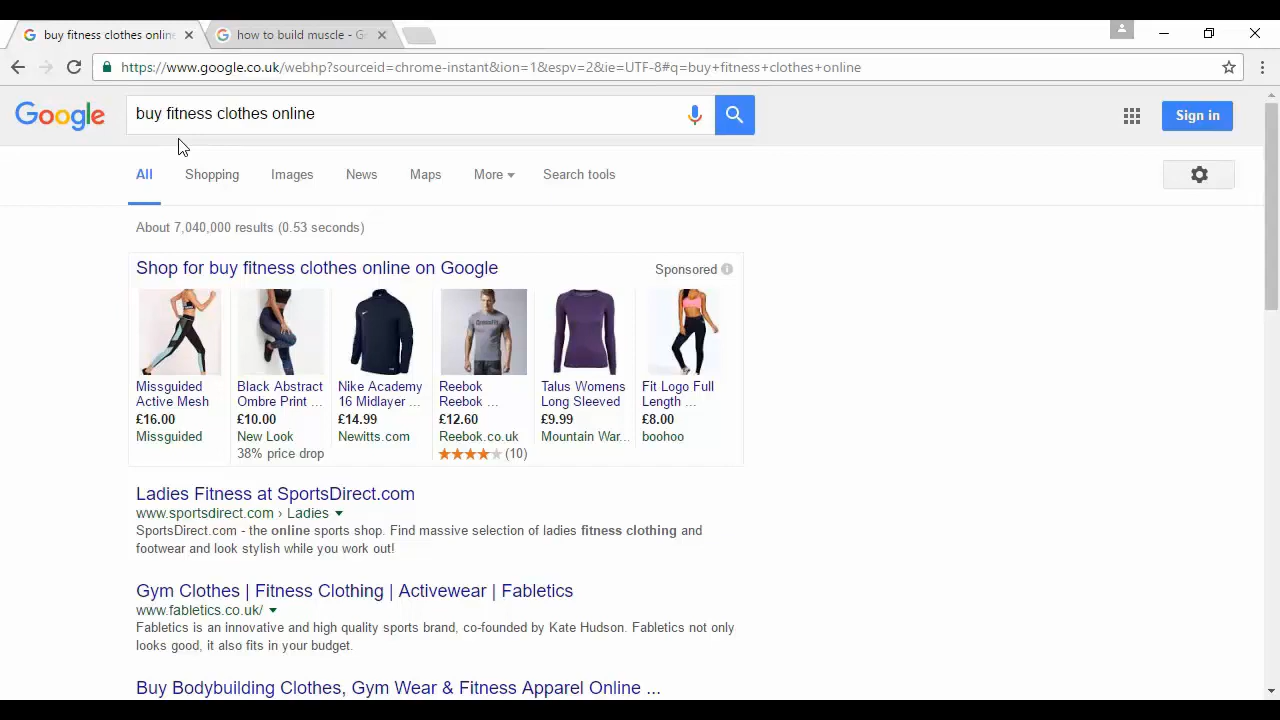 buy fitness clothes onlin
how to build muscle - G
https://www.google.co.uk/webhp?sourceid=chrome-instant&ion=1&espv=2&ie=UTF-8#q=buy+fitness+clothes+online
Google
buy fitness clothes online
Sign in
All Shopping Images News Maps More Search tools
About 7,040,000 results (0.53 seconds)
Shop for buy fitness clothes online on Google Sponsored
Missguided Active Mesh
£16.00
Missguided
Black Abstract Ombre Print ...
£10.00
New Look
38% price drop
Nike Academy 16 Midlayer ...
£14.99
Newitts.com
Reebok Reebok ...
£12.60
Reebok.co.uk
(10)
Talus Womens Long Sleeved
£9.99
Mountain War...
Fit Logo Full Length ...
£8.00
boohoo
Ladies Fitness at SportsDirect.com
www.sportsdirect.com › Ladies
SportsDirect.com - the online sports shop. Find massive selection of ladies fitness clothing and
footwear and look stylish while you work out!
Gym Clothes | Fitness Clothing | Activewear | Fabletics
www.fabletics.co.uk/
Fabletics is an innovative and high quality sports brand, co-founded by Kate Hudson. Fabletics not only
looks good, it also fits in your budget.
Buy Bodybuilding Clothes, Gym Wear & Fitness Apparel Online ...